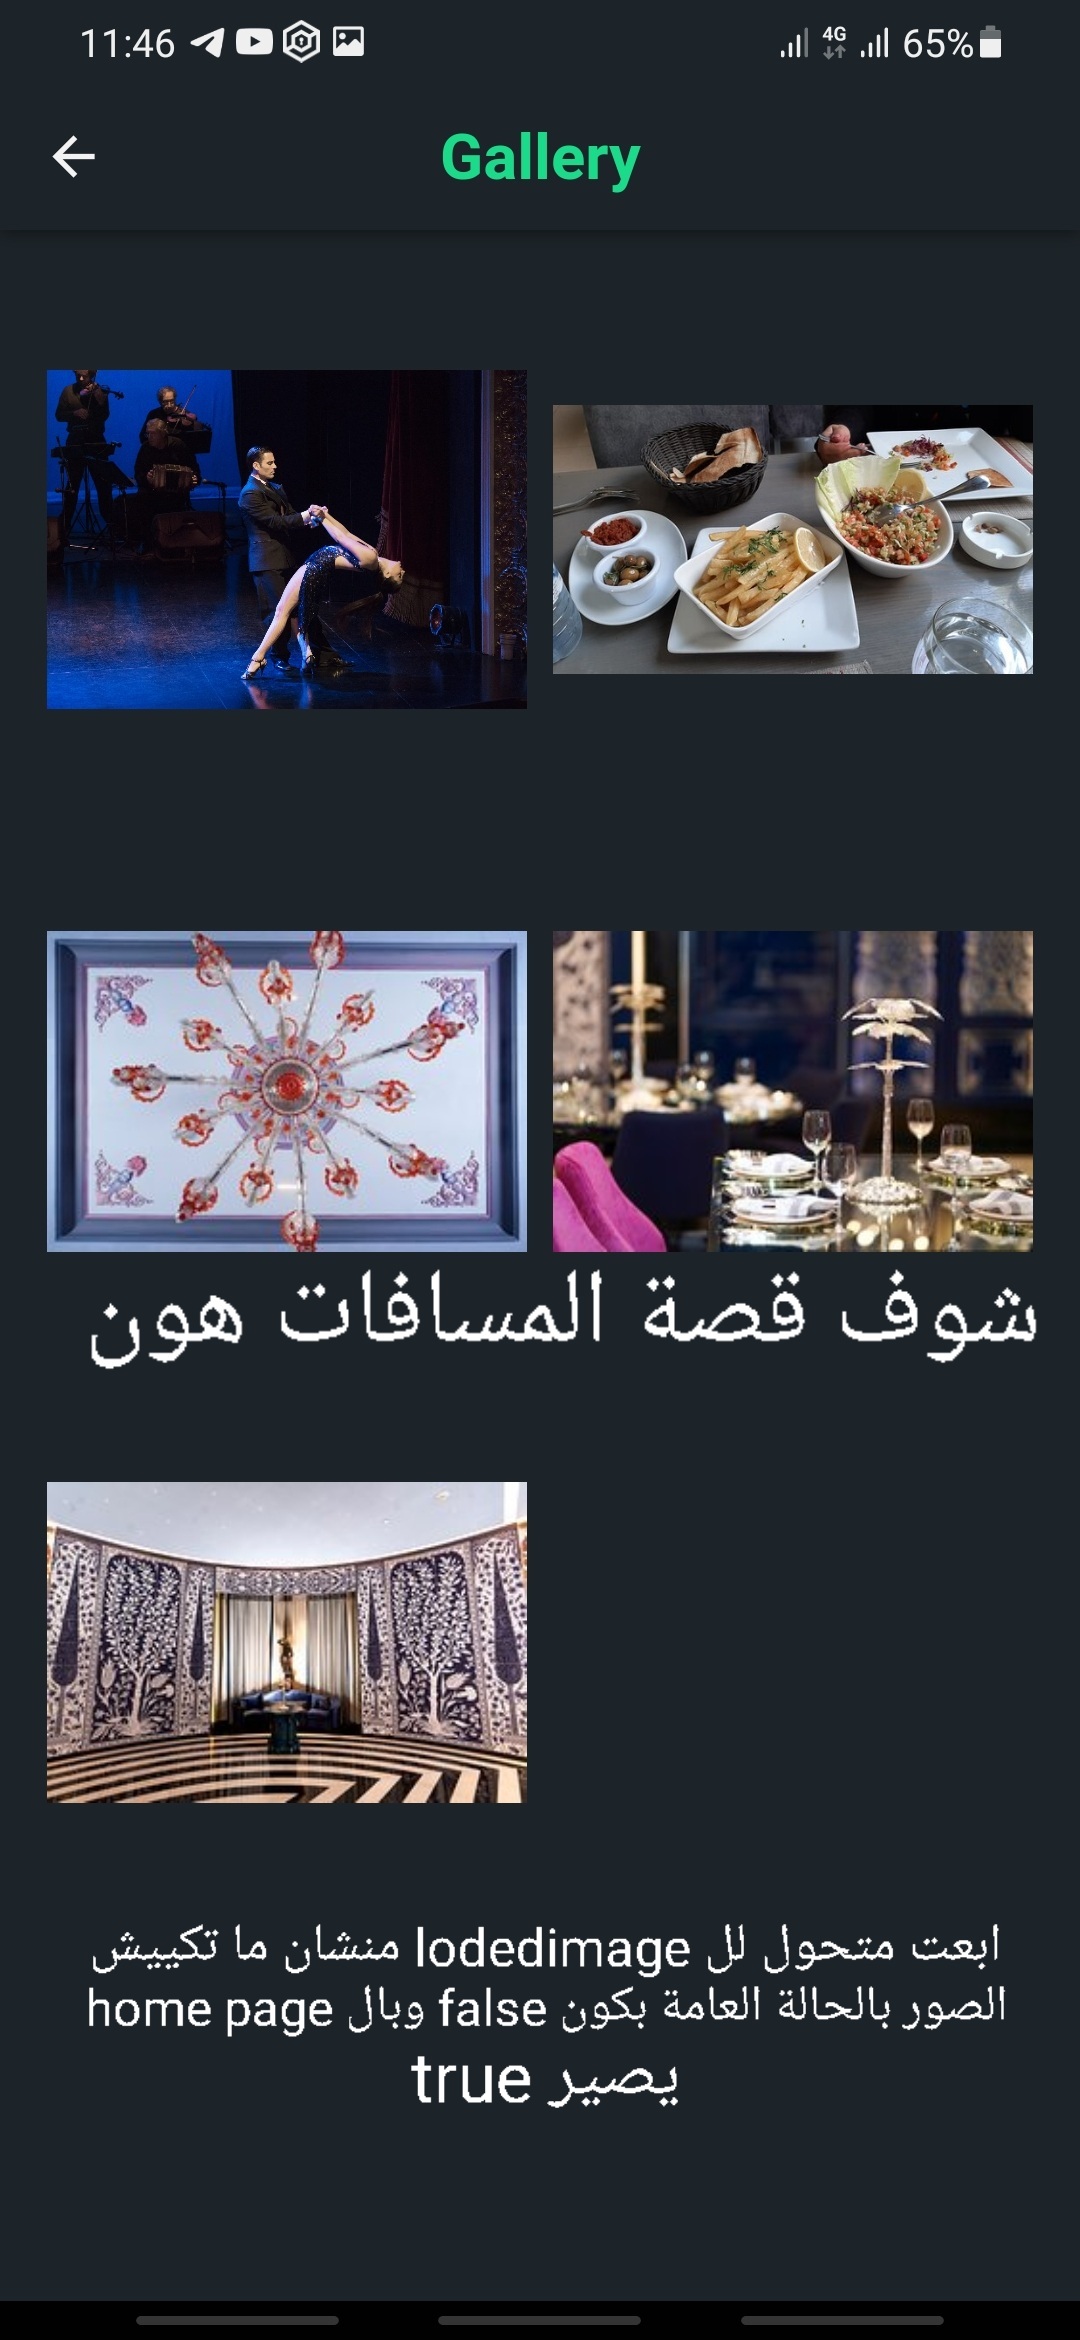 11:46
4G
65%
Gallery
شوف قصة المسافات هون
ابعت متحول لل lodedimage منشان ما تكييش
الصور بالحالة العامة بكون false وبال home page
يصير true